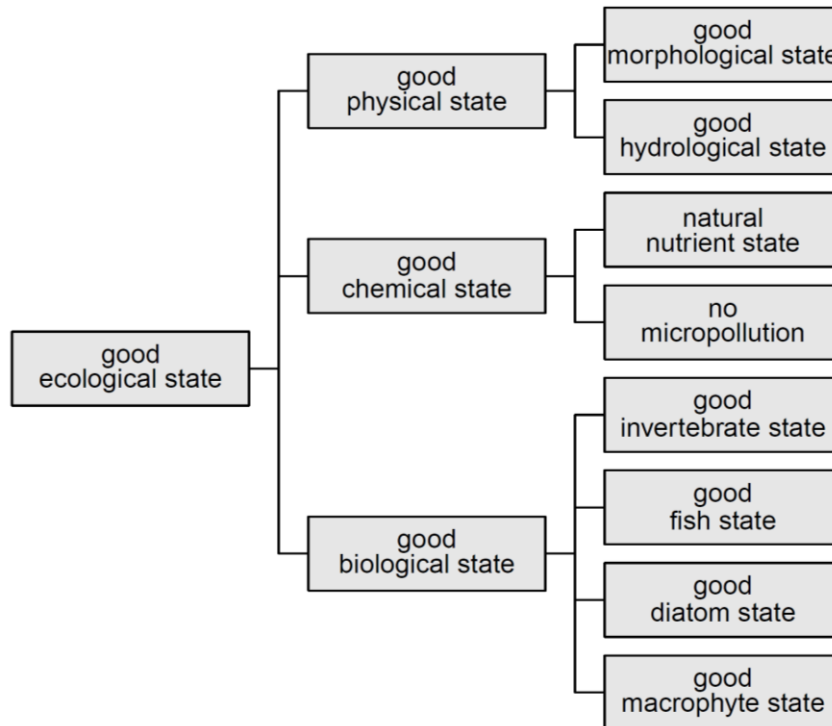 good
morphological state
good
physical state
good
hydrological state
natural
nutrient state
good
chemical state
no
micropollution
good
ecological state
good
invertebrate state
good
fish state
good
biological state
good
diatom state
good
macrophyte state